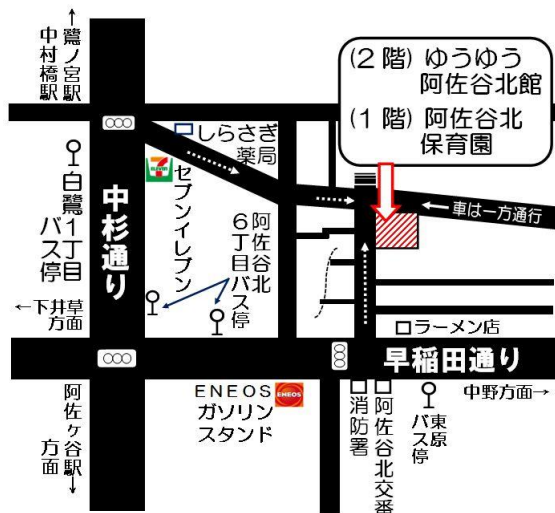 ↑鷺ノ宮駅
中村橋駅
(2階) ゆうゆう
阿佐谷北館
(1階) 阿佐谷北
保育園
しらさぎ
薬局
7
ELEVEN
セブンイレブン
白鷺1丁目
バス停
中杉通り
阿佐谷北
6丁目バス停
←車は一方通行
←下井草
方面
ラーメン店
早稲田通り
中野方面→
阿佐ヶ谷駅
方面
ENEOS
ガソリン
スタンド
ENEOS
消防署
阿佐谷北交番
東原
バス停